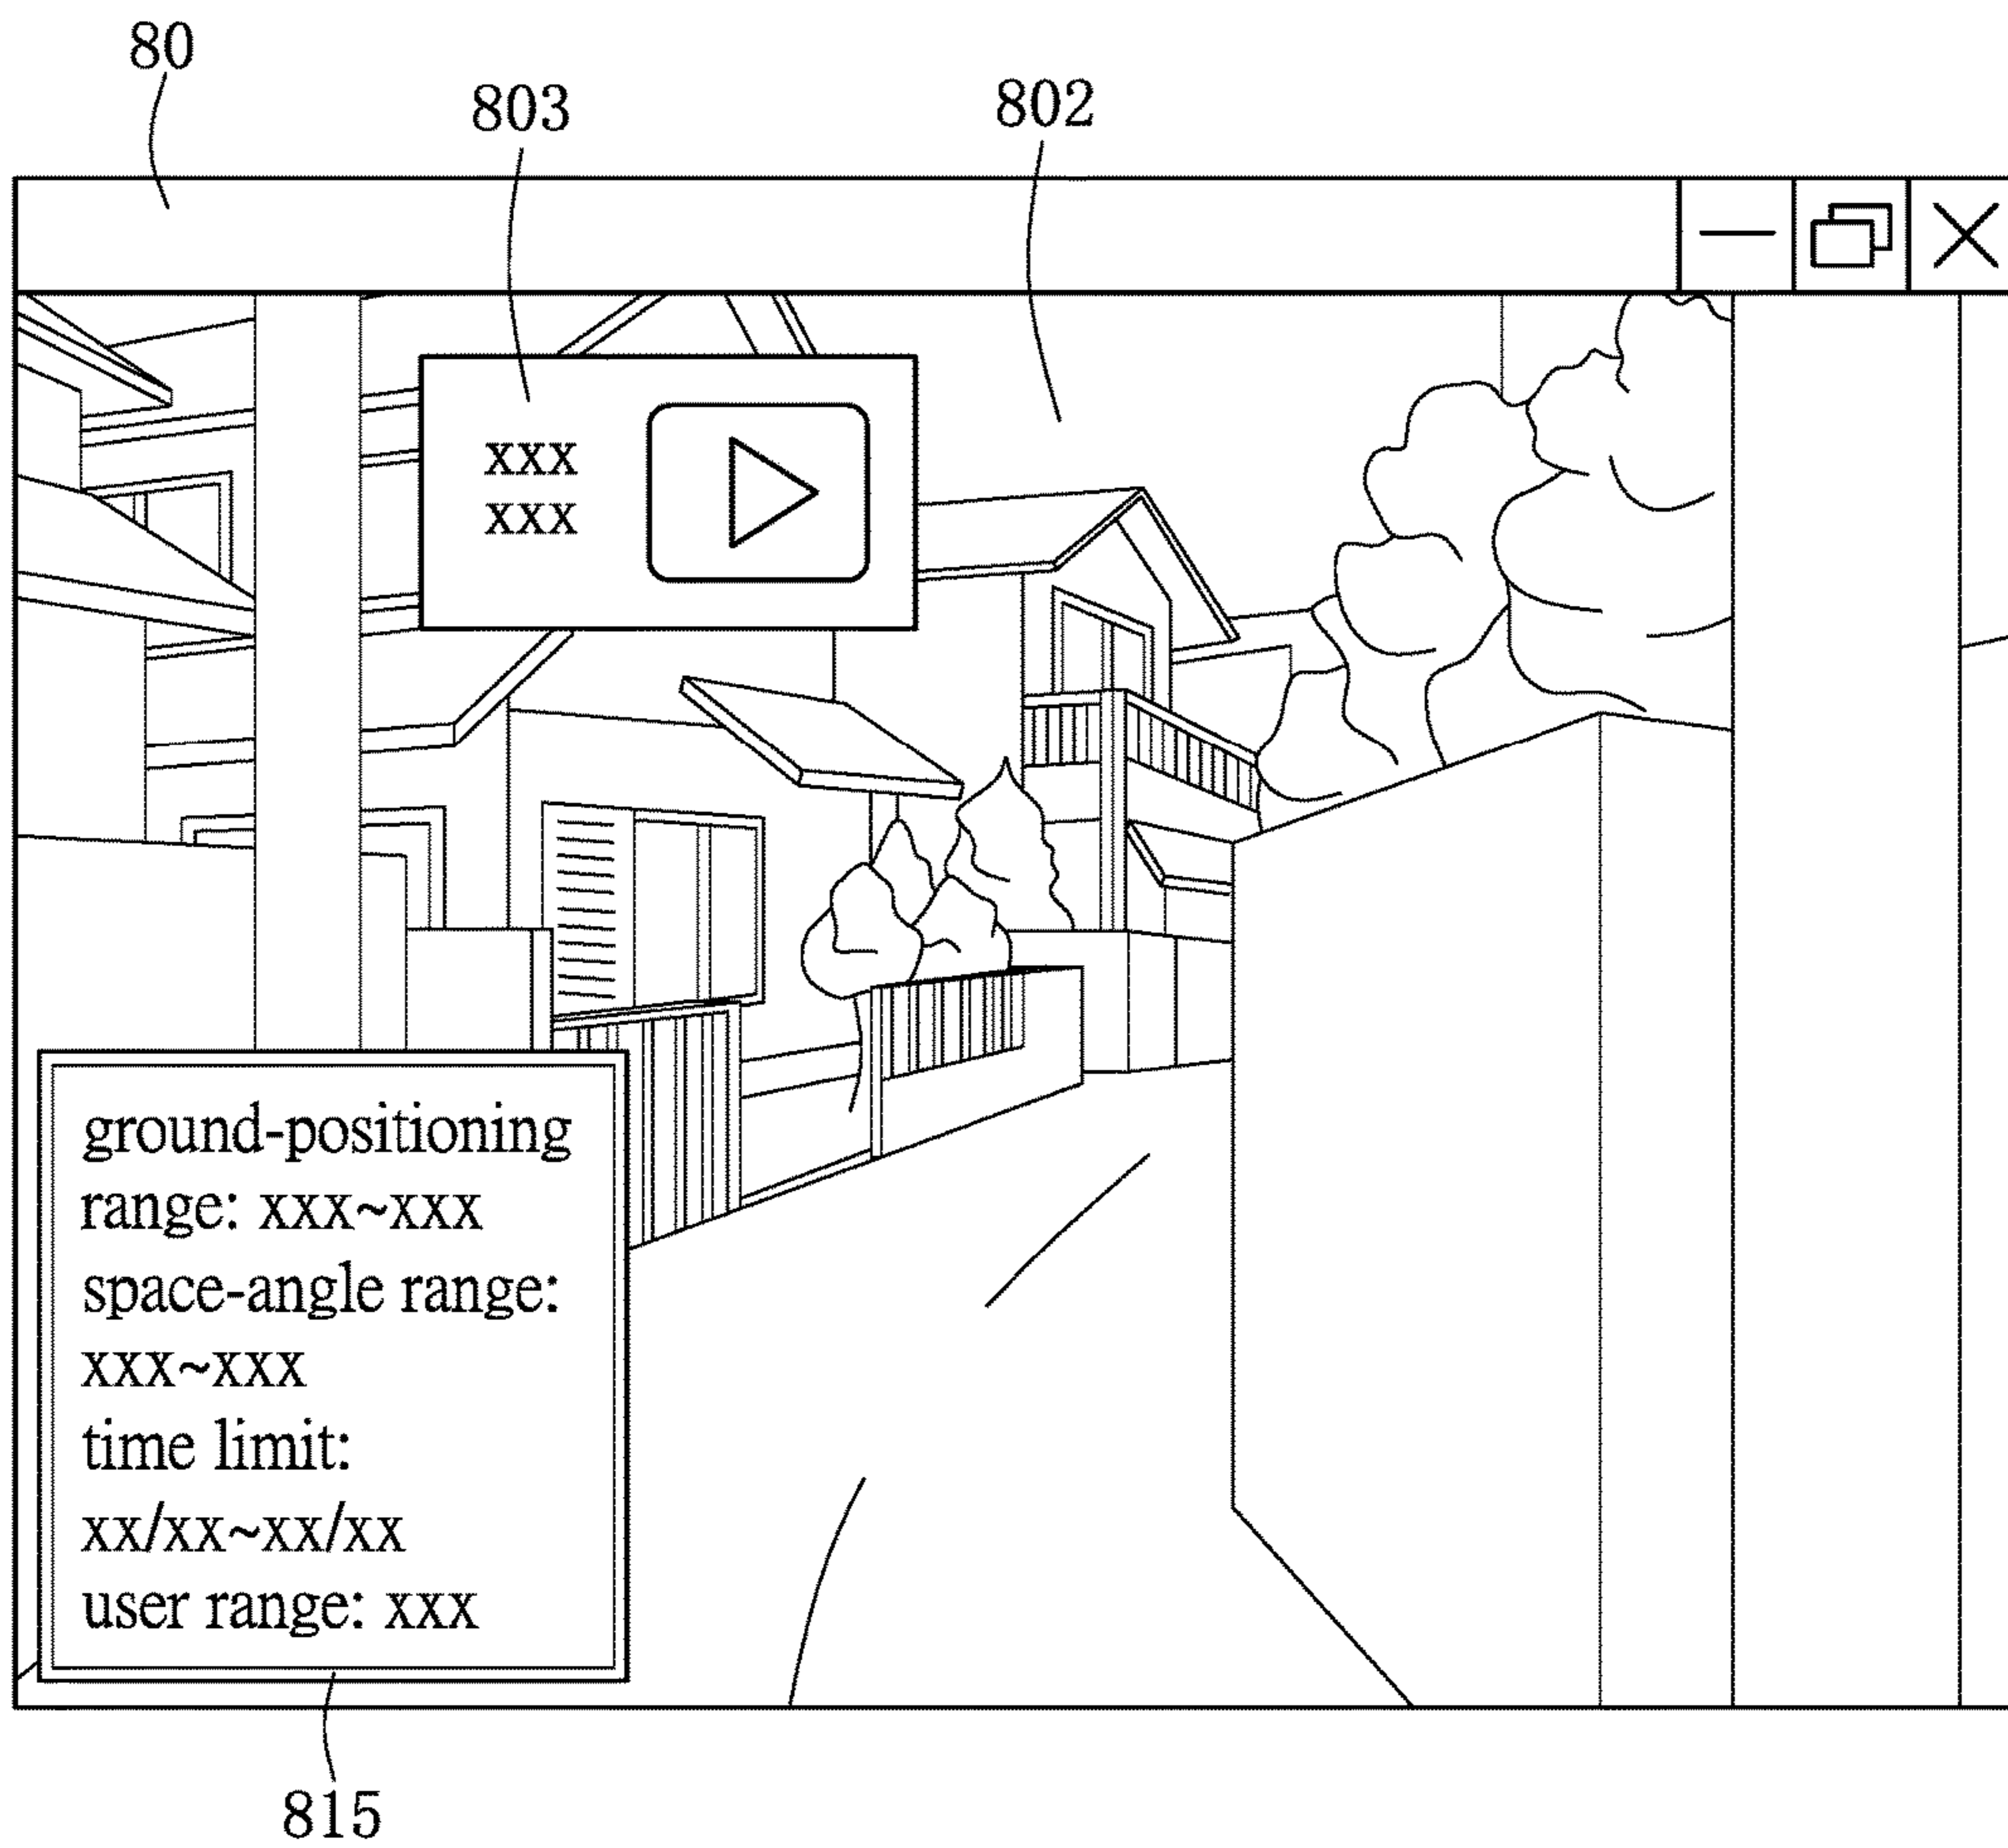 80
803
802
xxx
xxx
ground-positioning
range: xxx~xxx
space-angle range:
xxx~xxx
time limit:
xx/xx~xx/xx
user range: xxx
815